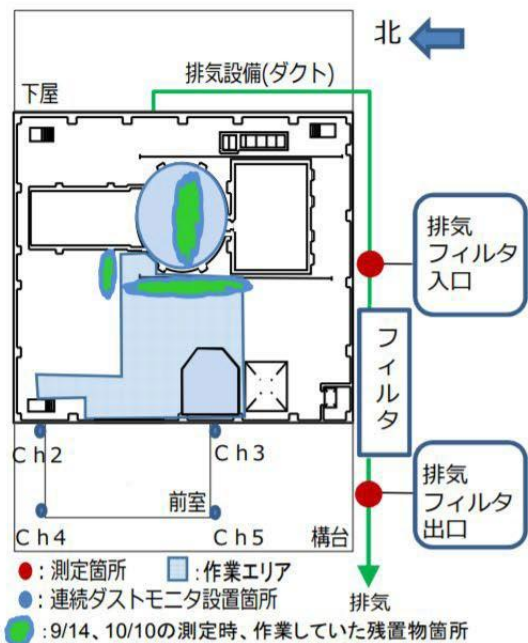 北
排気設備(ダクト)
下屋
排気
フィルタ
入口
フィルタ
Ch2
Ch3
前室
Ch4
Ch5
構台
排気
フィルタ
出口
●:測定箇所
:作業エリア
●:連続ダストモニタ設置箇所
排気
:9/14、10/10の測定時、作業していた残置物箇所